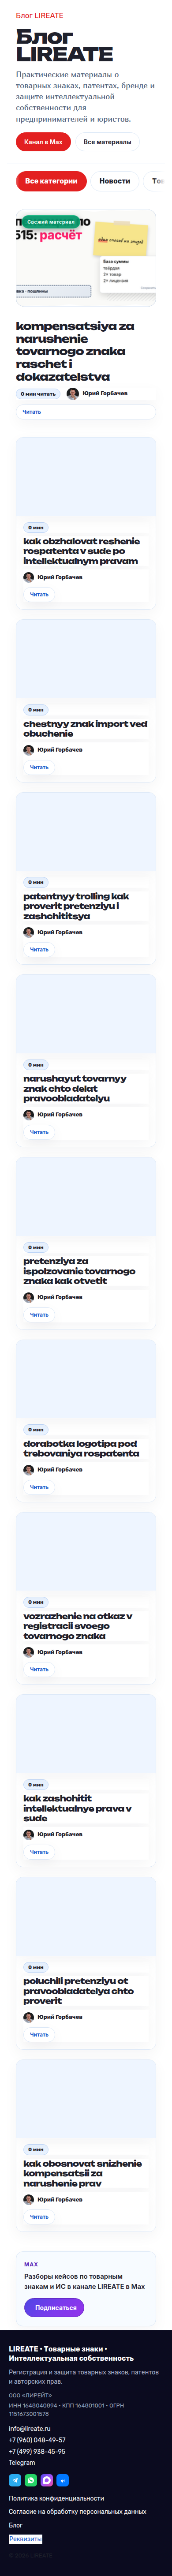 Блог LIREATE
Блог
LIREATE
Практические материалы о
товарных знаках, патентах, бренде и
защите интеллектуальной
собственности для
предпринимателей и юристов.
Канал в Max
Все материалы
Все категории
Новости
Свежий материал
515: расчёт
База суммы
твёрдая
2× товар
2× лицензия
kompensatsiya za
narushenie
tovarnogo znaka
raschet i
dokazatelstva
0 мин читать
Юрий Горбачев
Читать
0 мин
kak obzhalovat reshenie
rospatenta v sude po
intellektualnym pravam
Юрий Горбачев
Читать
0 мин
chestnyy znak import ved
obuchenie
Юрий Горбачев
Читать
0 мин
patentnyy trolling kak
proverit pretenziyu i
zashchititsya
Юрий Горбачев
Читать
0 мин
narushayut tovarnyy
znak chto delat
pravoobladatelyu
Юрий Горбачев
Читать
0 мин
pretenziya za
ispolzovanie tovarnogo
znaka kak otvetit
Юрий Горбачев
Читать
0 мин
dorabotka logotipa pod
trebovaniya rospatenta
Юрий Горбачев
Читать
0 мин
vozrazhenie na otkaz v
registracii svoego
tovarnogo znaka
Юрий Горбачев
Читать
0 мин
kak zashchitit
intellektualnye prava v
sude
Юрий Горбачев
Читать
0 мин
poluchili pretenziyu ot
pravoobladatelya chto
proverit
Юрий Горбачев
Читать
0 мин
kak obosnovat snizhenie
kompensatsii za
narushenie prav
Юрий Горбачев
Читать
MAX
Разборы кейсов по товарным
знакам и ИС в канале LIREATE в Max
Подписаться
LIREATE • Товарные знаки •
Интеллектуальная собственность
Регистрация и защита товарных знаков, патентов
и авторских прав.
ООО «ЛИРЕЙТ»
ИНН 1648040894 • КПП 164801001 • ОГРН
1151673001578
info@lireate.ru
+7 (960) 048-49-57
+7 (499) 938-45-95
Telegram
Политика конфиденциальности
Согласие на обработку персональных данных
Блог
Реквизиты